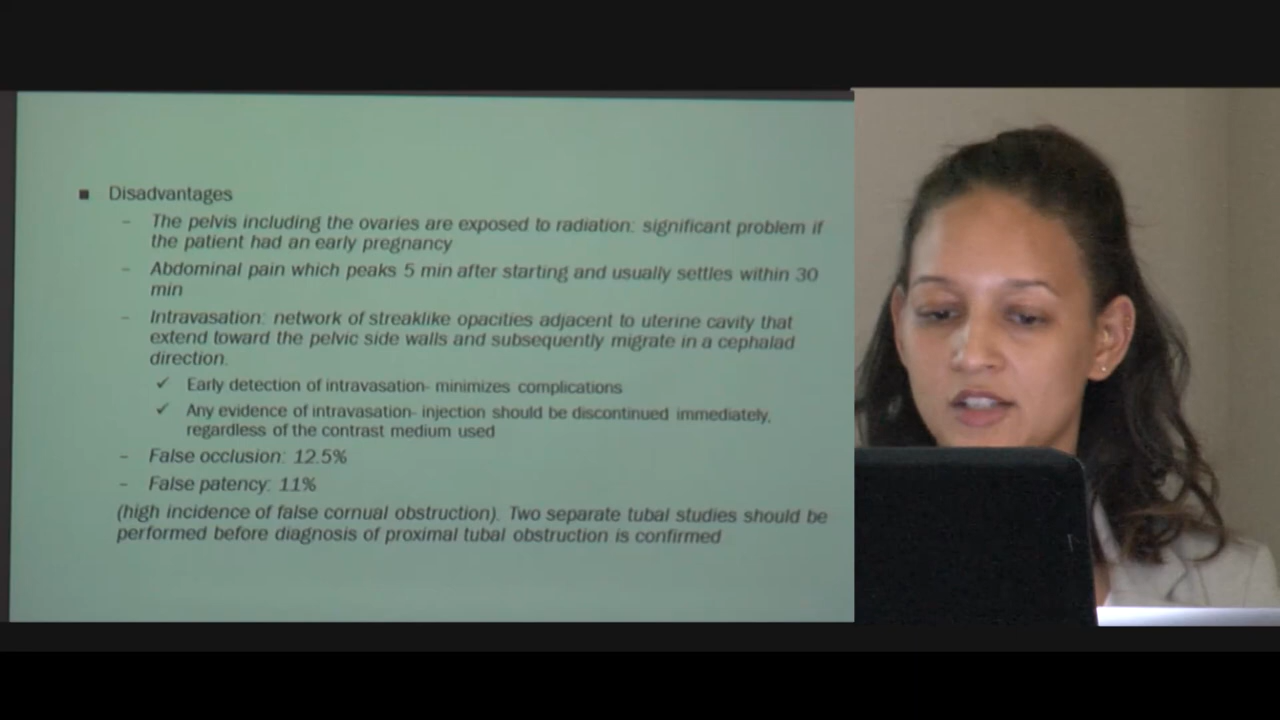 ■ Disadvantages
– The pelvis including the ovaries are exposed to radiation: significant problem if
the patient had an early pregnancy
– Abdominal pain which peaks 5 min after starting and usually settles within 30
min
– Intravasation: network of streaklike opacities adjacent to uterine cavity that
extend toward the pelvic side walls and subsequently migrate in a cephalad
direction.
✓ Early detection of intravasation- minimizes complications
✓ Any evidence of intravasation- injection should be discontinued immediately,
regardless of the contrast medium used
– False occlusion: 12.5%
– False patency: 11%
(high incidence of false cornual obstruction). Two separate tubal studies should be
performed before diagnosis of proximal tubal obstruction is confirmed